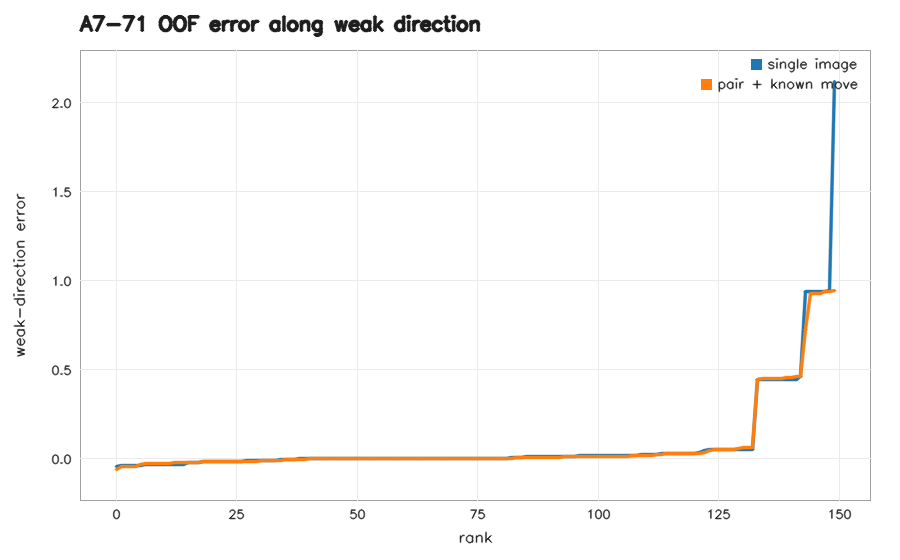 A7-71 OOF error along weak direction
single image
pair + known move
2.0
1.5
1.0
0.5
0.0
weak-direction error
0 25 50 75 100 125 150
rank